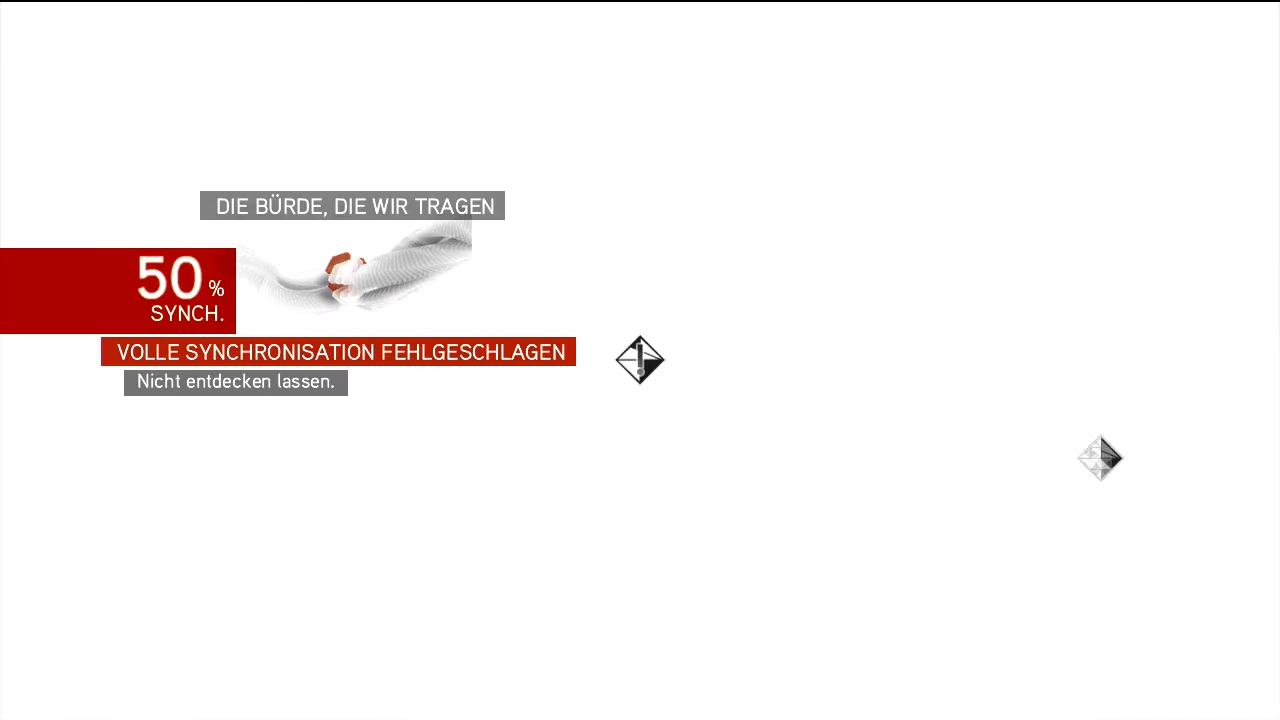 DIE BÜRDE, DIE WIR TRAGEN
50 %
SYNCH.
VOLLE SYNCHRONISATION FEHLGESCHLAGEN
Nicht entdecken lassen.